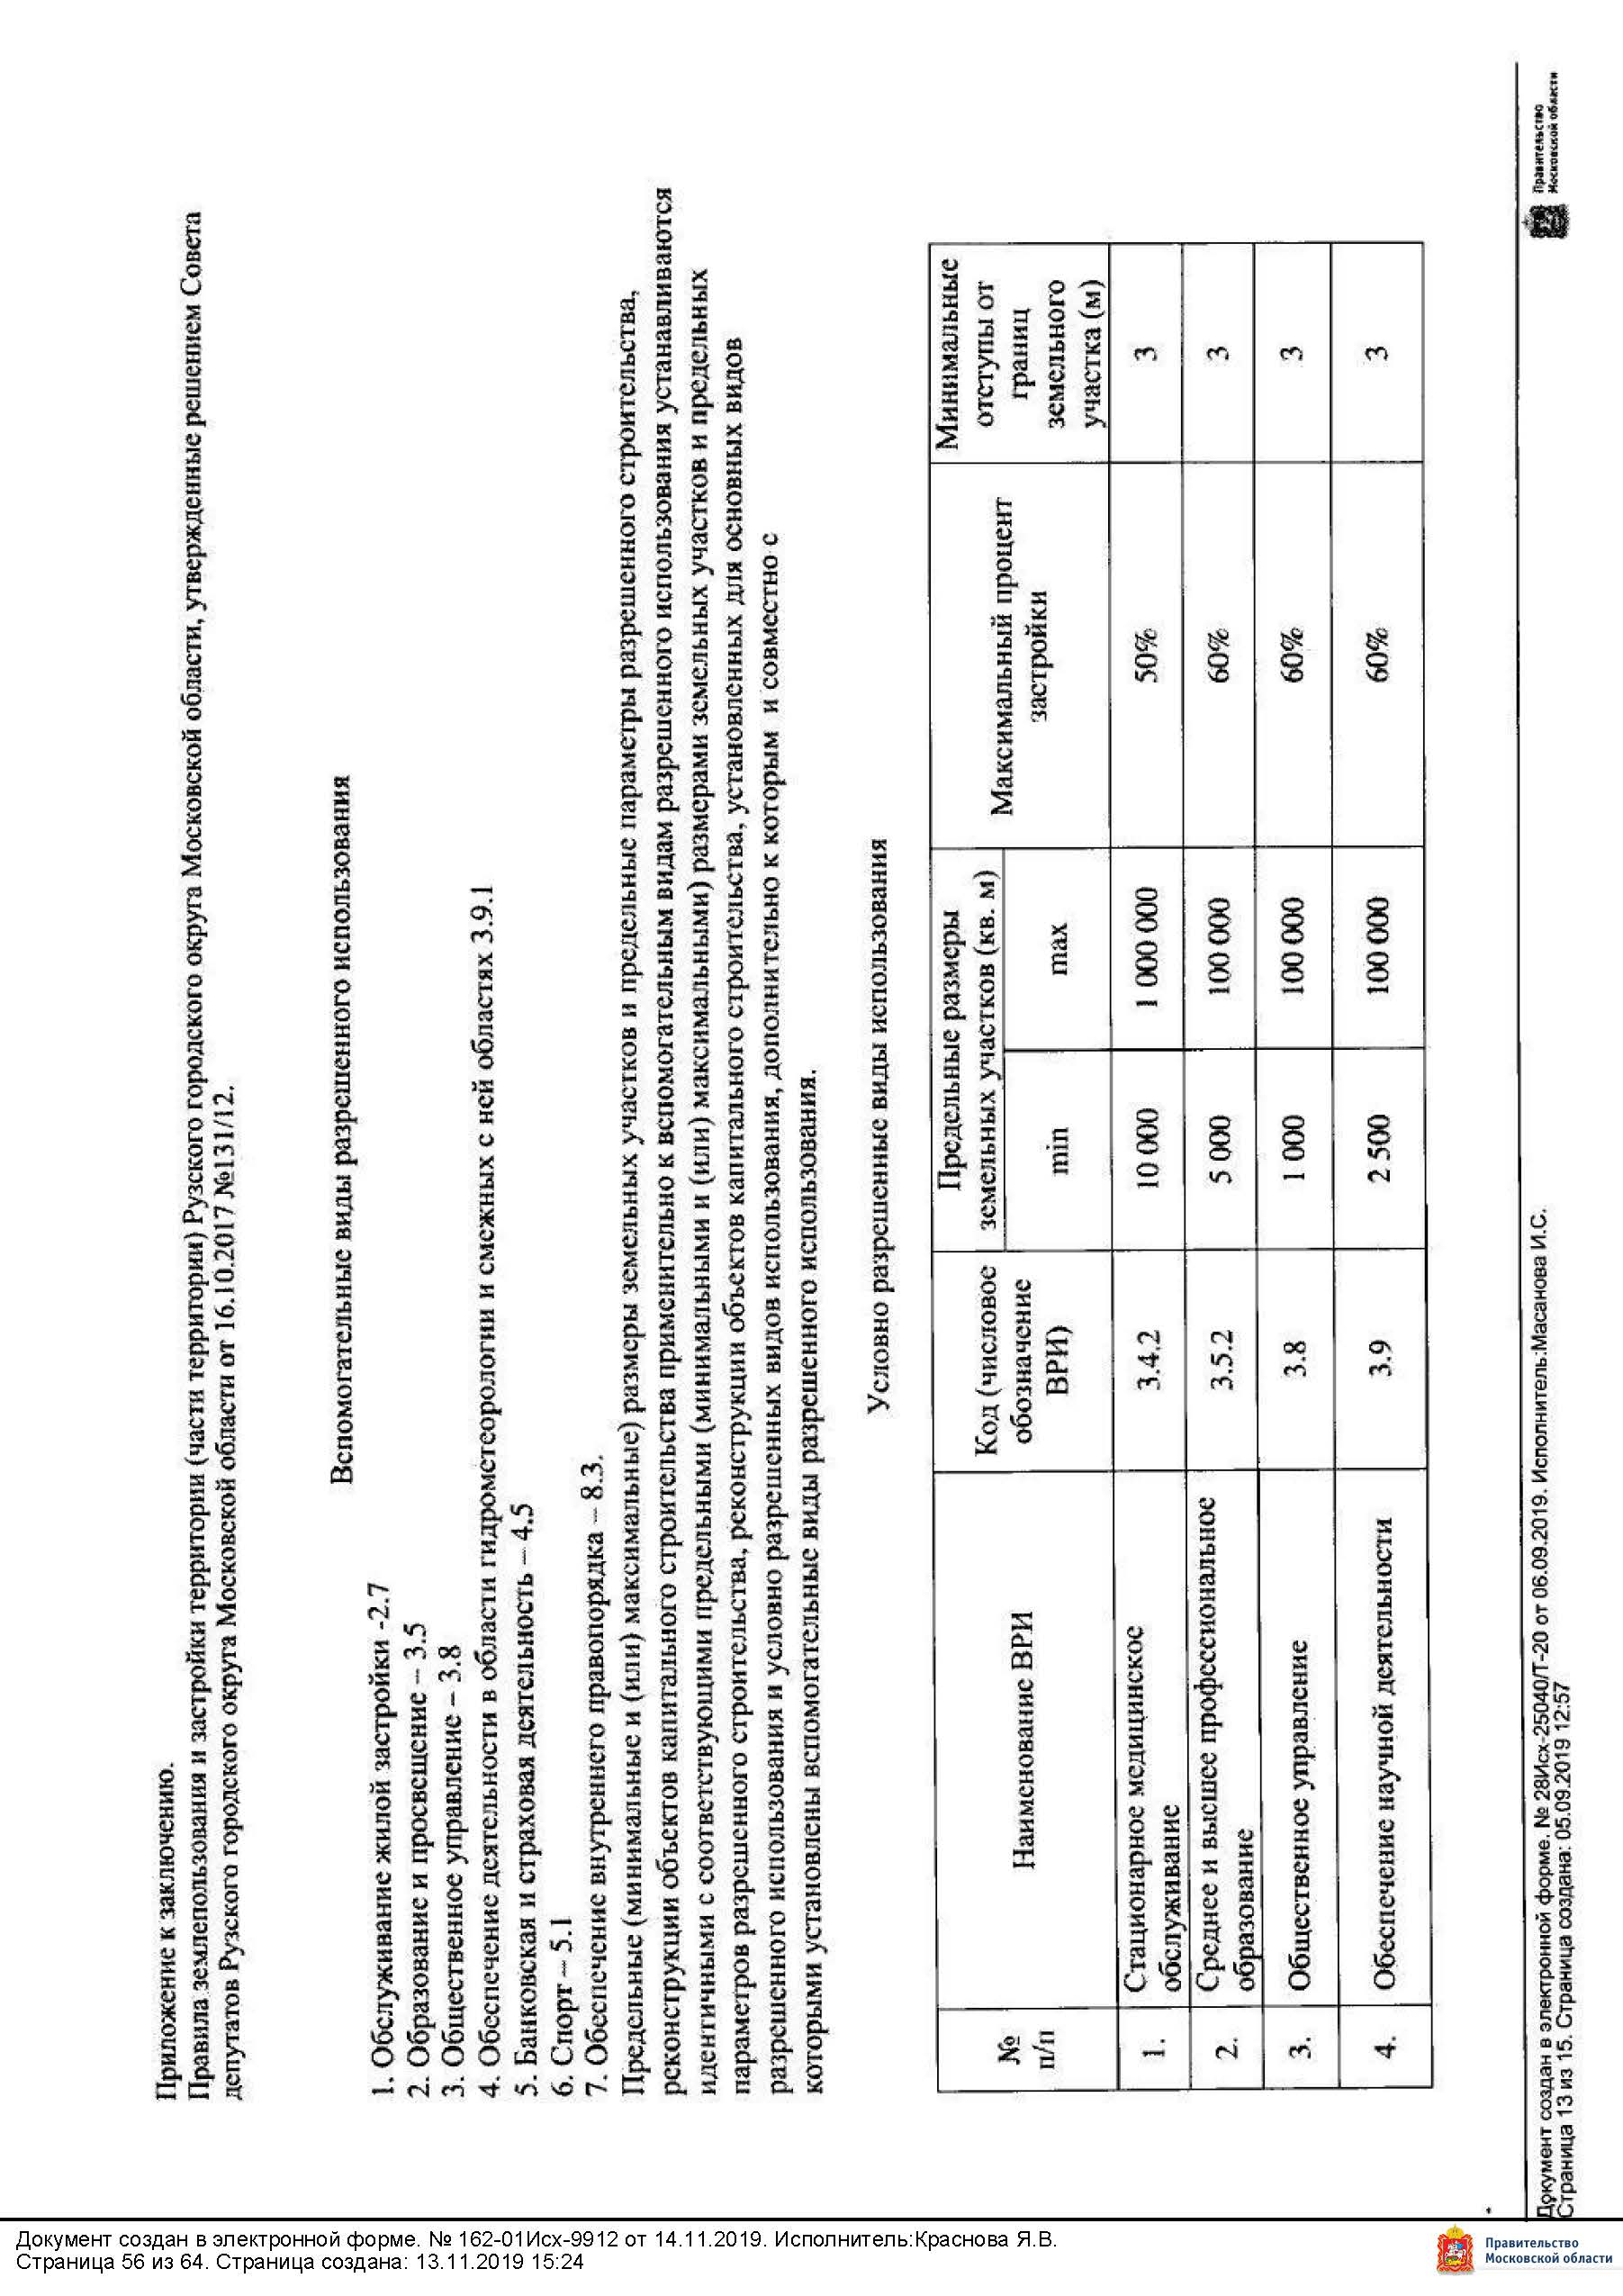 Приложение к заключению.
Правила землепользования и застройки территории (части территории) Рузского городского округа Московской области, утвержденные решением Совета
депутатов Рузского городского округа Московской области от 16.10.2017 №131/12.
Вспомогательные виды разрешенного использования
1. Обслуживание жилой застройки -2.7
2. Образование и просвещение – 3.5
3. Общественное управление – 3.8
4. Обеспечение деятельности в области гидрометеорологии и смежных с ней областях 3.9.1
5. Банковская и страховая деятельность – 4.5
6. Спорт – 5.1
7. Обеспечение внутреннего правопорядка – 8.3.
Предельные (минимальные и (или) максимальные) размеры земельных участков и предельные параметры разрешенного строительства,
реконструкции объектов капитального строительства применительно к вспомогательным видам разрешенного использования устанавливаются
идентичными с соответствующими предельными (минимальными и (или) максимальными) размерами земельных участков и предельных
параметров разрешенного строительства, реконструкции объектов капитального строительства, установленных для основных видов
разрешенного использования и условно разрешенных видов использования, дополнительно к которым и совместно с
которыми установлены вспомогательные виды разрешенного использования.
Условно разрешенные виды использования
№ п/п
Наименование ВРИ
Код (числовое обозначение ВРИ)
Предельные размеры земельных участков (кв. м)
min
max
Максимальный процент застройки
Минимальные отступы от границ земельного участка (м)
1. Стационарное медицинское обслуживание 3.4.2 10 000 1 000 000 50% 3
2. Среднее и высшее профессиональное образование 3.5.2 5 000 100 000 60% 3
3. Общественное управление 3.8 1 000 100 000 60% 3
4. Обеспечение научной деятельности 3.9 2 500 100 000 60% 3
Документ создан в электронной форме. № 28Исх-25040/Т-20 от 06.09.2019. Исполнитель:Масанова И.С.
Страница 13 из 15. Страница создана: 05.09.2019 12:57
Правительство
Московской области
Документ создан в электронной форме. № 162-01Исх-9912 от 14.11.2019. Исполнитель:Краснова Я.В.
Страница 56 из 64. Страница создана: 13.11.2019 15:24
Правительство
Московской области